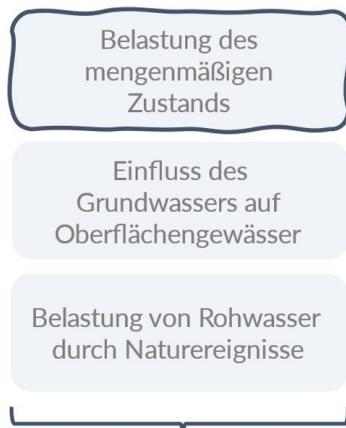 Belastung des
mengenmäßigen
Zustands
Einfluss des
Grundwassers auf
Oberflächengewässer
Belastung von Rohwasser
durch Naturereignisse